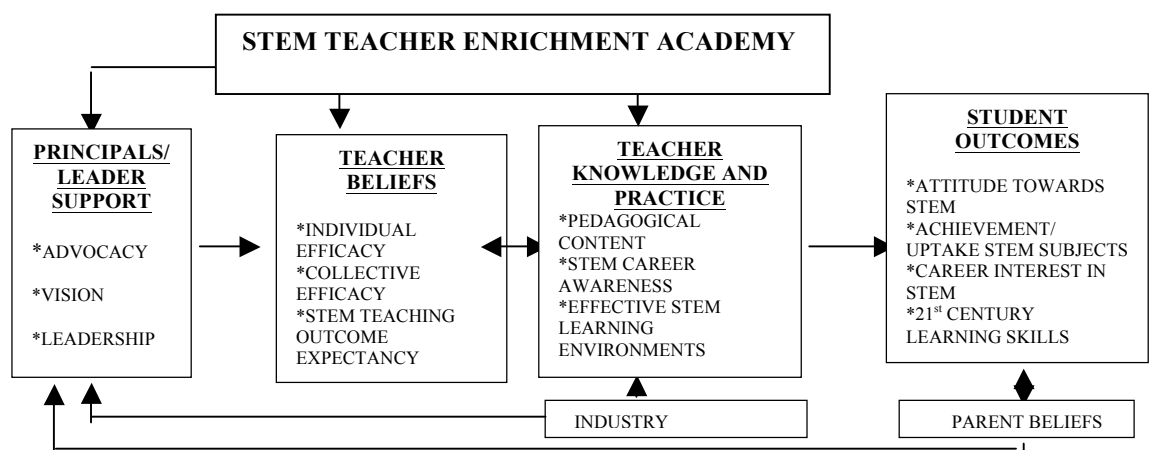 STEM TEACHER ENRICHMENT ACADEMY
PRINCIPALS/
LEADER
SUPPORT
*ADVOCACY
*VISION
*LEADERSHIP
TEACHER
BELIEFS
*INDIVIDUAL
EFFICACY
*COLLECTIVE
EFFICACY
*STEM TEACHING
OUTCOME
EXPECTANCY
TEACHER
KNOWLEDGE AND
PRACTICE
*PEDAGOGICAL
CONTENT
*STEM CAREER
AWARENESS
*EFFECTIVE STEM
LEARNING
ENVIRONMENTS
STUDENT
OUTCOMES
*ATTITUDE TOWARDS
STEM
*ACHIEVEMENT/
UPTAKE STEM SUBJECTS
*CAREER INTEREST IN
STEM
*21st CENTURY
LEARNING SKILLS
INDUSTRY
PARENT BELIEFS